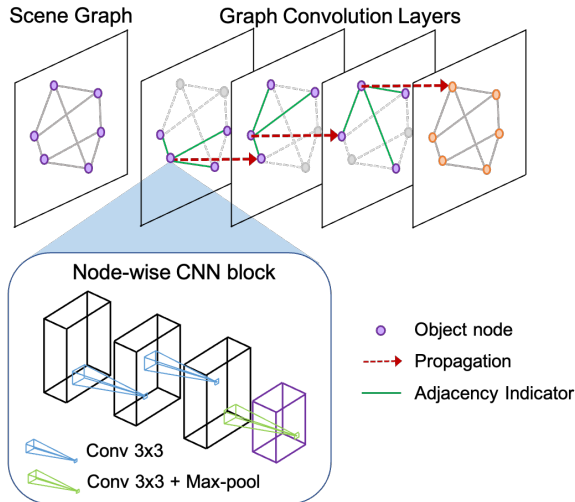 Scene Graph
Graph Convolution Layers
Node-wise CNN block
Conv 3x3
Conv 3x3 + Max-pool
Object node
Propagation
Adjacency Indicator